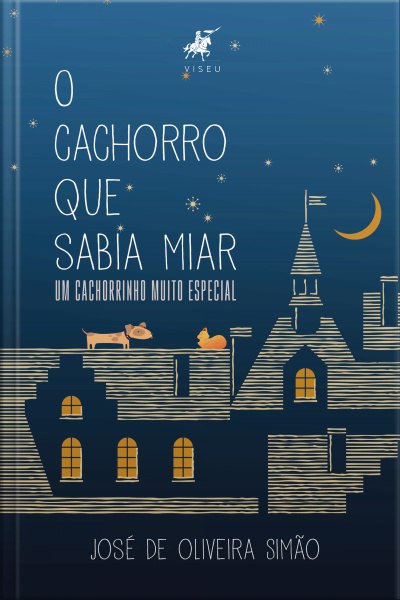 VISEU
O
CACHORRO
QUE
SABIA MIAR
UM CACHORRINHO MUITO ESPECIAL
JOSÉ DE OLIVEIRA SIMÃO